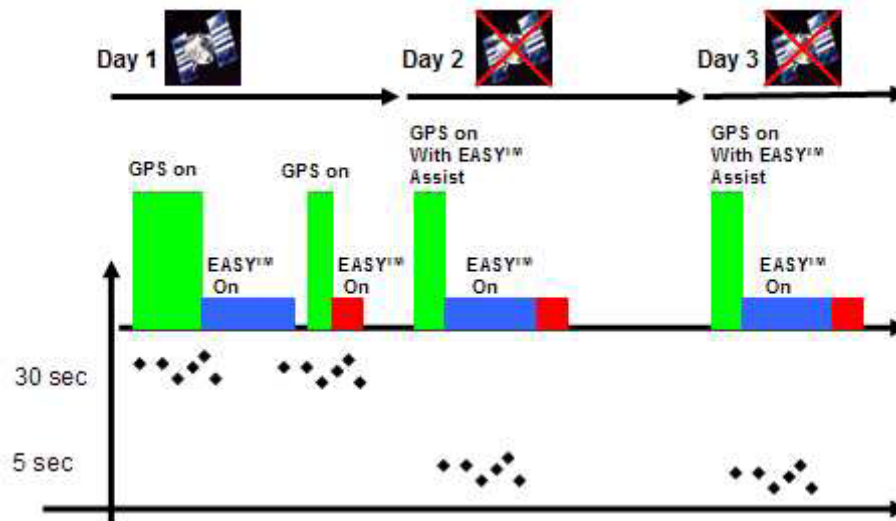 Day 1
Day 2
Day 3
GPS on
GPS on
GPS on
With EASY™
Assist
GPS on
With EASY™
Assist
EASY™
On
EASY™
On
EASY™
On
EASY™
On
30 sec
5 sec